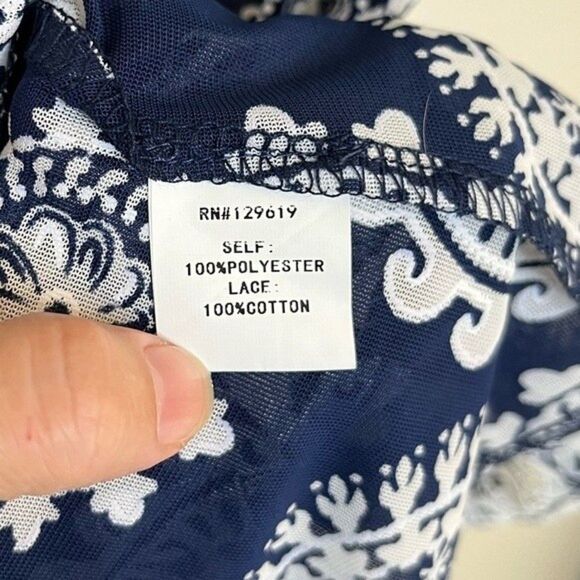 RN#129619
SELF:
100%POLYESTER
LACE:
100%COTTON